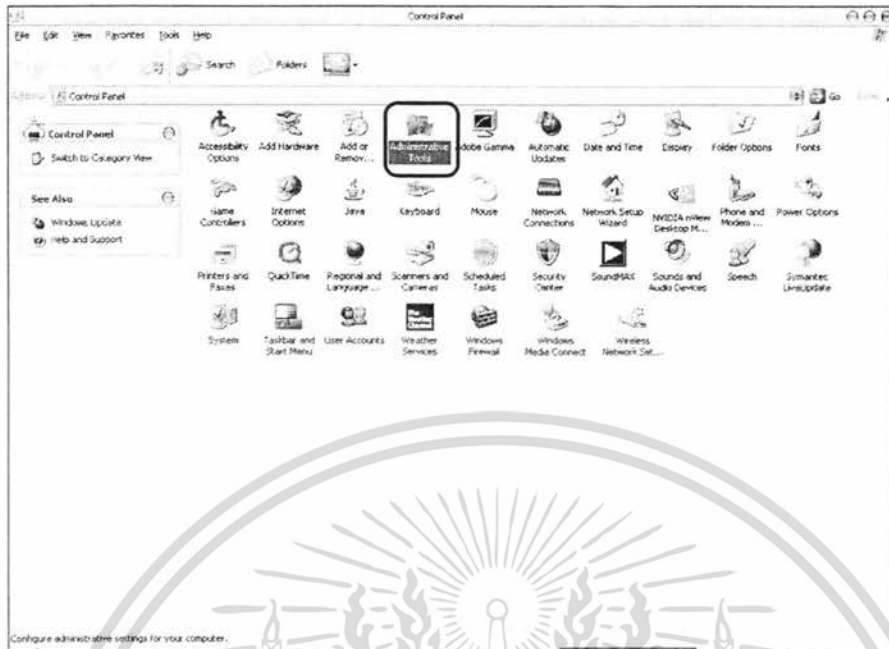 Control Panel
File Edit View Favorites Tools Help
Search Folders
Control Panel Go
Control Panel
Switch to Category View
See Also
Windows Update
Help and Support
Accessibility Options
Add Hardware
Add or Remov...
Administrative Tools
Adobe Gamma
Automatic Updates
Date and Time
Display
Folder Options
Fonts
Game Controllers
Internet Options
Java
Keyboard
Mouse
Network Connections
Network Setup Wizard
NVIDIA nView Desktop M...
Phone and Modem ...
Power Options
Printers and Faxes
QuickTime
Regional and Language ...
Scanners and Cameras
Scheduled Tasks
Security Center
SoundMAX
Sounds and Audio Devices
Speech
Symantec LiveUpdate
System
Taskbar and Start Menu
User Accounts
Weather Services
Windows Firewall
Windows Media Connect
Wireless Network Set...
Configure administrative settings for your computer.